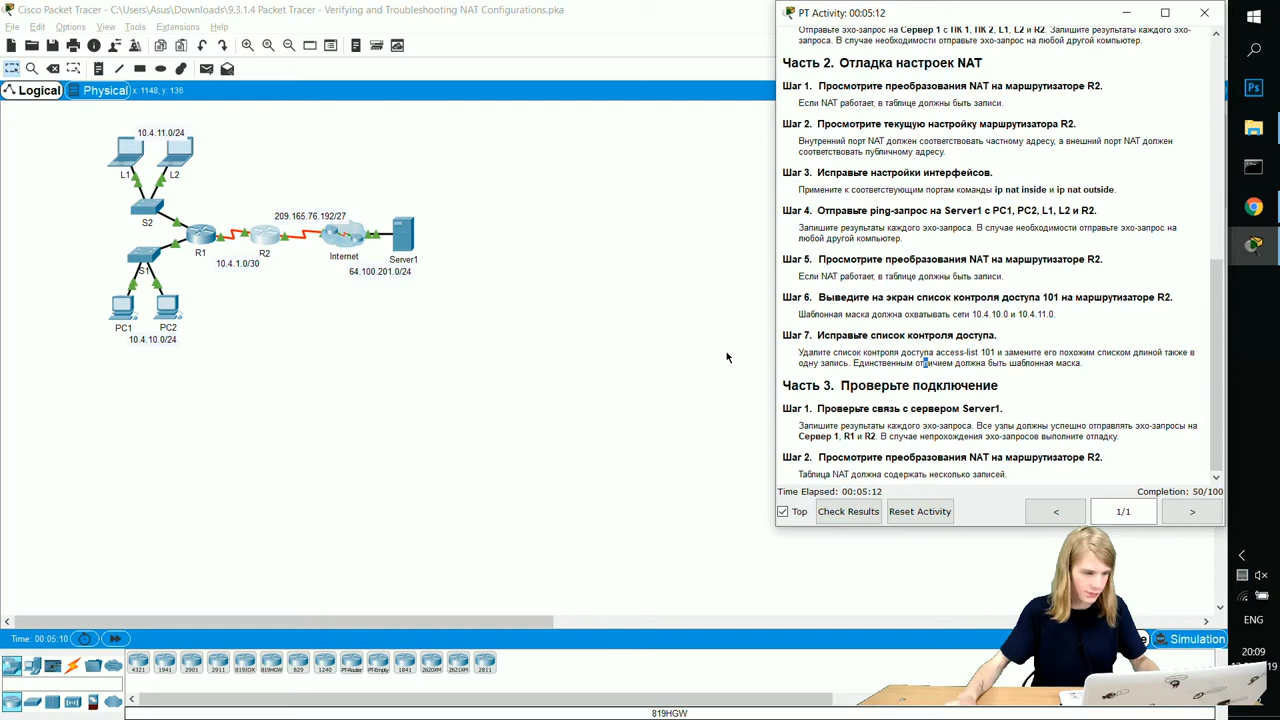 Cisco Packet Tracer - C:\Users\Asus\Downloads\9.3.1.4 Packet Tracer - Verifying and Troubleshooting NAT Configurations.pka
File Edit Options View Tools Extensions Help
Logical Physical x: 1148, y: 136
10.4.11.0/24
L1 L2
S2
209.165.76.192/27
R1 R2 Internet Server1
10.4.1.0/30
64.100.201.0/24
S1
PC1 PC2
10.4.10.0/24
PT Activity: 00:05:12
Отправьте эхо-запрос на Сервер 1 с ПК 1, ПК 2, L1, L2 и R2. Запишите результаты каждого эхо-
запроса. В случае необходимости отправьте эхо-запрос на любой другой компьютер.
Часть 2. Отладка настроек NAT
Шаг 1. Просмотрите преобразования NAT на маршрутизаторе R2.
Если NAT работает, в таблице должны быть записи.
Шаг 2. Просмотрите текущую настройку маршрутизатора R2.
Внутренний порт NAT должен соответствовать частному адресу, а внешний порт NAT должен
соответствовать публичному адресу.
Шаг 3. Исправьте настройки интерфейсов.
Примените к соответствующим портам команды ip nat inside и ip nat outside.
Шаг 4. Отправьте ping-запрос на Server1 с PC1, PC2, L1, L2 и R2.
Запишите результаты каждого эхо-запроса. В случае необходимости отправьте эхо-запрос на
любой другой компьютер.
Шаг 5. Просмотрите преобразования NAT на маршрутизаторе R2.
Если NAT работает, в таблице должны быть записи.
Шаг 6. Выведите на экран список контроля доступа 101 на маршрутизаторе R2.
Шаблонная маска должна охватывать сети 10.4.10.0 и 10.4.11.0.
Шаг 7. Исправьте список контроля доступа.
Удалите список контроля доступа access-list 101 и замените его похожим списком длиной также в
одну запись. Единственным отличием должна быть шаблонная маска.
Часть 3. Проверьте подключение
Шаг 1. Проверьте связь с сервером Server1.
Запишите результаты каждого эхо-запроса. Все узлы должны успешно отправлять эхо-запросы на
Сервер 1, R1 и R2. В случае непрохождения эхо-запросов выполните отладку.
Шаг 2. Просмотрите преобразования NAT на маршрутизаторе R2.
Таблица NAT должна содержать несколько записей.
Time Elapsed: 00:05:12 Completion: 50/100
Top Check Results Reset Activity < 1/1 >
Time: 00:05:10 Simulation
4321 1941 2901 2911 819IOX 819HGW 829 1240 PT-Router PT-Empty 1841 2620XM 2621XM 2811
819HGW
Ps
ENG
20:09